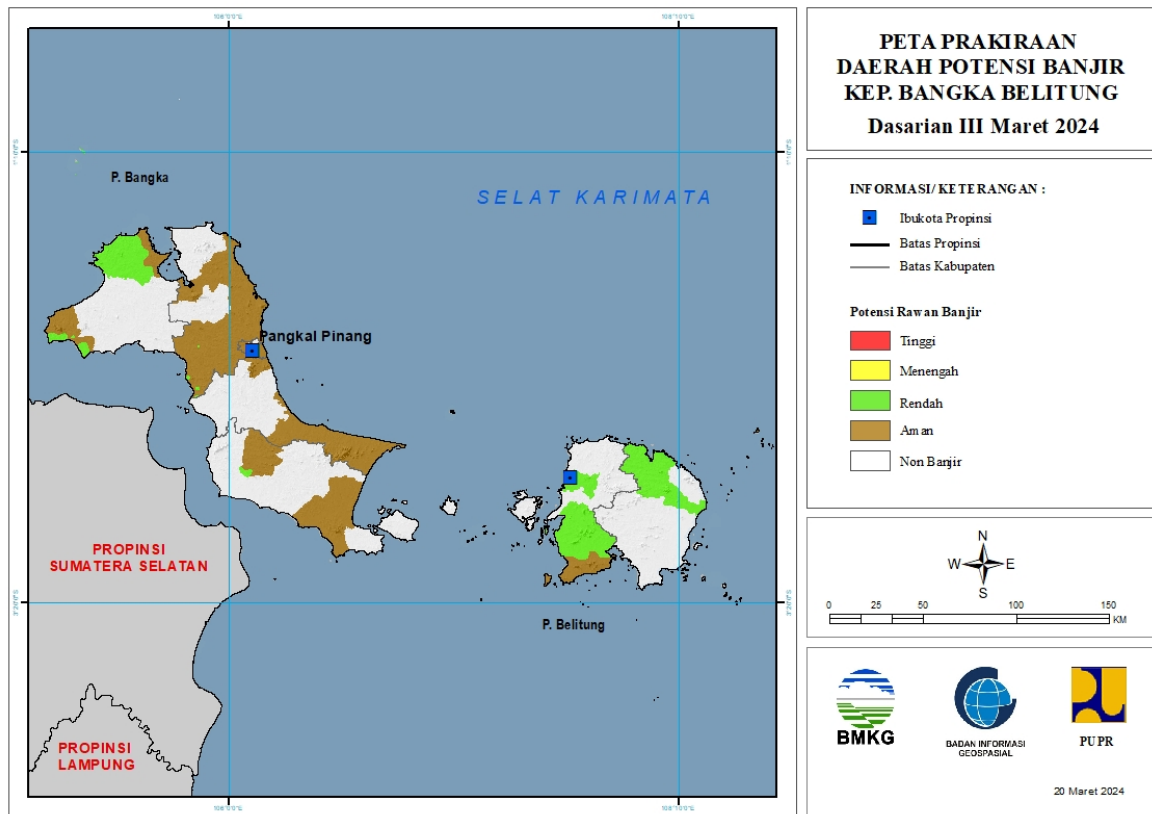 PETA PRAKIRAAN
DAERAH POTENSI BANJIR
KEP. BANGKA BELITUNG
Dasarian III Maret 2024
INFORMASI/ KETERANGAN :
Ibukota Propinsi
Batas Propinsi
Batas Kabupaten
Potensi Rawan Banjir
Tinggi
Menengah
Rendah
Aman
Non Banjir
N
W E
S
0 25 50 100 150
KM
BMKG
BADAN INFORMASI
GEOSPASIAL
PUPR
20 Maret 2024
P. Bangka
SELAT KARIMATA
Pangkal Pinang
PROPINSI
SUMATERA SELATAN
P. Belitung
PROPINSI
LAMPUNG